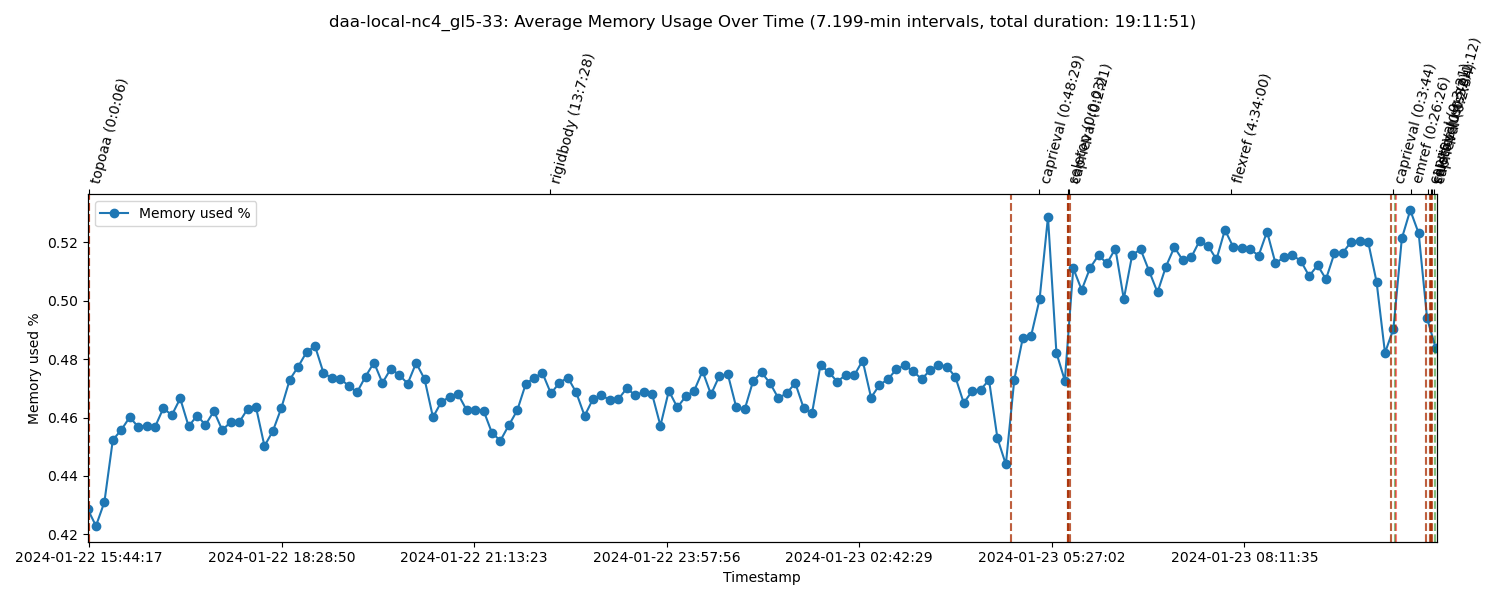 daa-local-nc4_gl5-33: Average Memory Usage Over Time (7.199-min intervals, total duration: 19:11:51)
topoaa (0:0:06)
rigidbody (13:7:28)
caprieval (0:48:29)
flexref (4:34:00)
caprieval (0:3:44)
emref (0:26:26)
Memory used %
Memory used %
0.52
0.50
0.48
0.46
0.44
0.42
2024-01-22 15:44:17
2024-01-22 18:28:50
2024-01-22 21:13:23
2024-01-22 23:57:56
2024-01-23 02:42:29
2024-01-23 05:27:02
2024-01-23 08:11:35
Timestamp